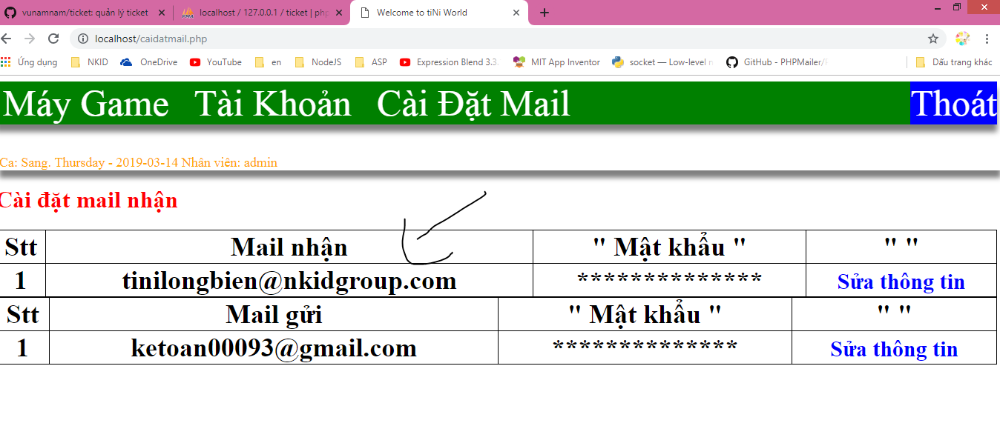 vunamnam/ticket: quản lý ticket localhost / 127.0.0.1 / ticket | php Welcome to tiNi World
localhost/caidatmail.php
Ứng dụng NKID OneDrive YouTube en NodeJS ASP Expression Blend 3.3. MIT App Inventor socket — Low-level n GitHub - PHPMailer/ Dấu trang khác
Máy Game Tài Khoản Cài Đặt Mail Thoát
Ca: Sang. Thursday - 2019-03-14 Nhân viên: admin
Cài đặt mail nhận
Stt Mail nhận " Mật khẩu " " "
1 tinilongbien@nkidgroup.com ************** Sửa thông tin
Stt Mail gửi " Mật khẩu " " "
1 ketoan00093@gmail.com ************** Sửa thông tin